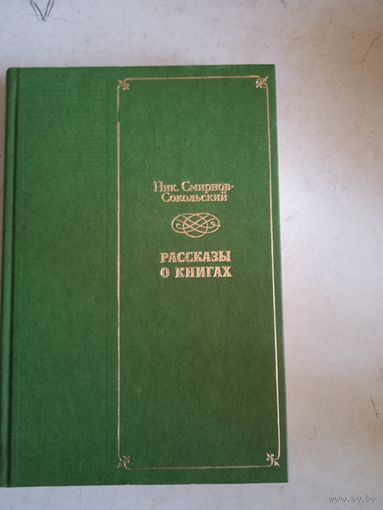 Ник. Смирнов-
Сокольский
РАССКАЗЫ
О КНИГАХ
www.ay.by